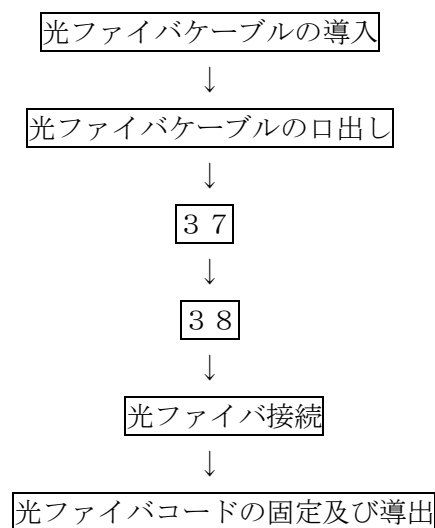 光ファイバケーブルの導入
↓
光ファイバケーブルの口出し
↓
３７
↓
３８
↓
光ファイバ接続
↓
光ファイバコードの固定及び導出